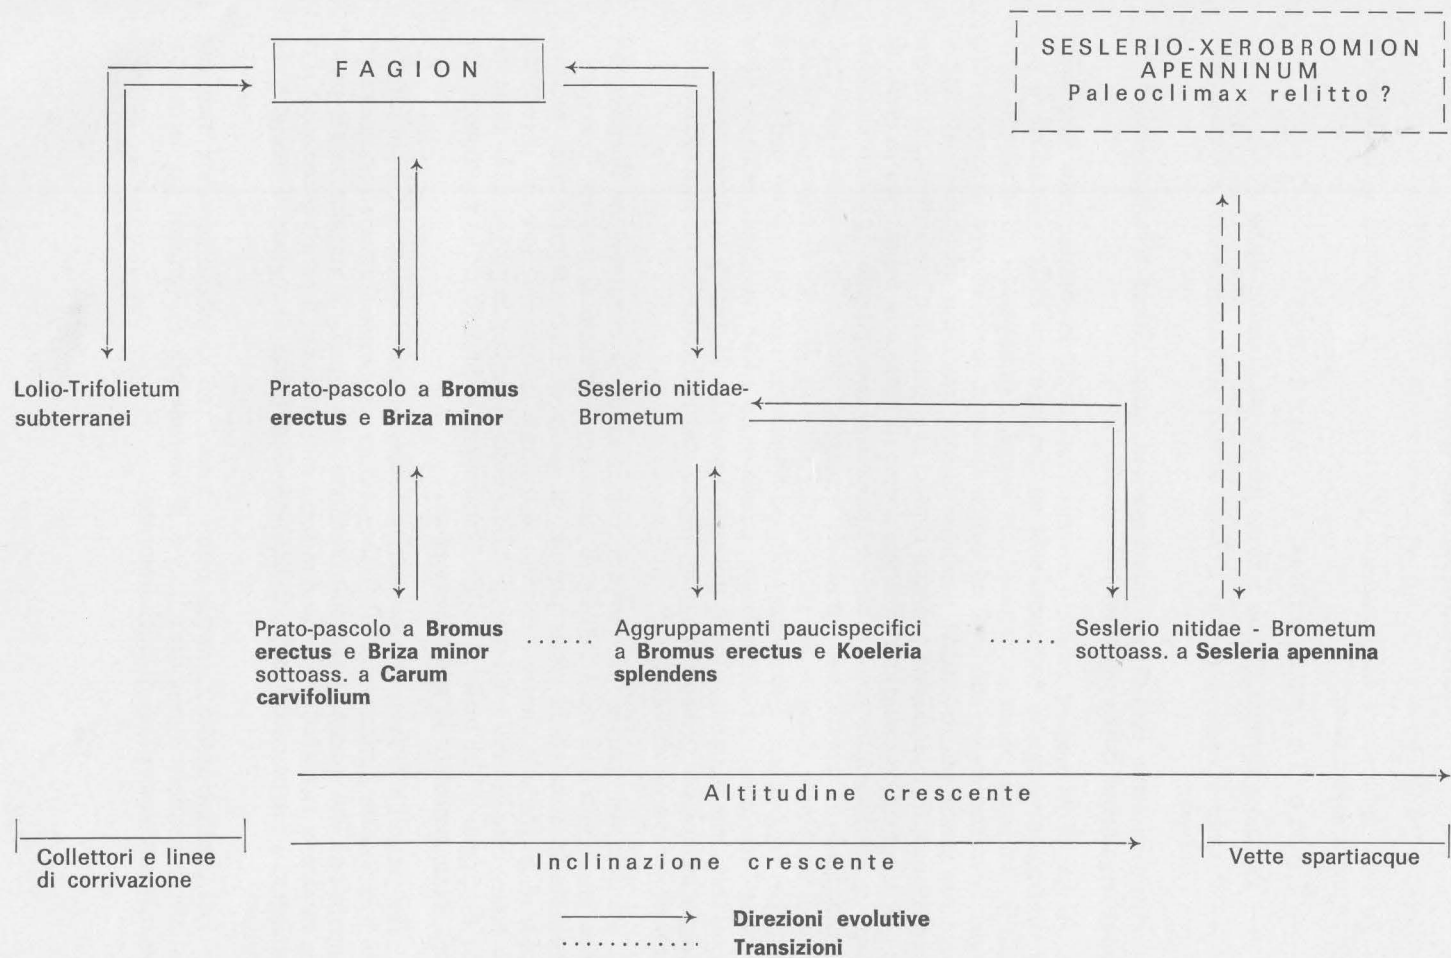 FAGION
SESLERIO-XEROBROMION
APENNINUM
Paleoclimax relitto ?
Lolio-Trifolietum
subterranei
Prato-pascolo a Bromus
erectus e Briza minor
Seslerio nitidae-
Brometum
Prato-pascolo a Bromus
erectus e Briza minor
sottoass. a Carum
carvifolium
......
Aggruppamenti paucispecifici
a Bromus erectus e Koeleria
splendens
......
Seslerio nitidae - Brometum
sottoass. a Sesleria apennina
Altitudine crescente
Collettori e linee
di corrivazione
Inclinazione crescente
Vette spartiacque
Direzioni evolutive
............ Transizioni